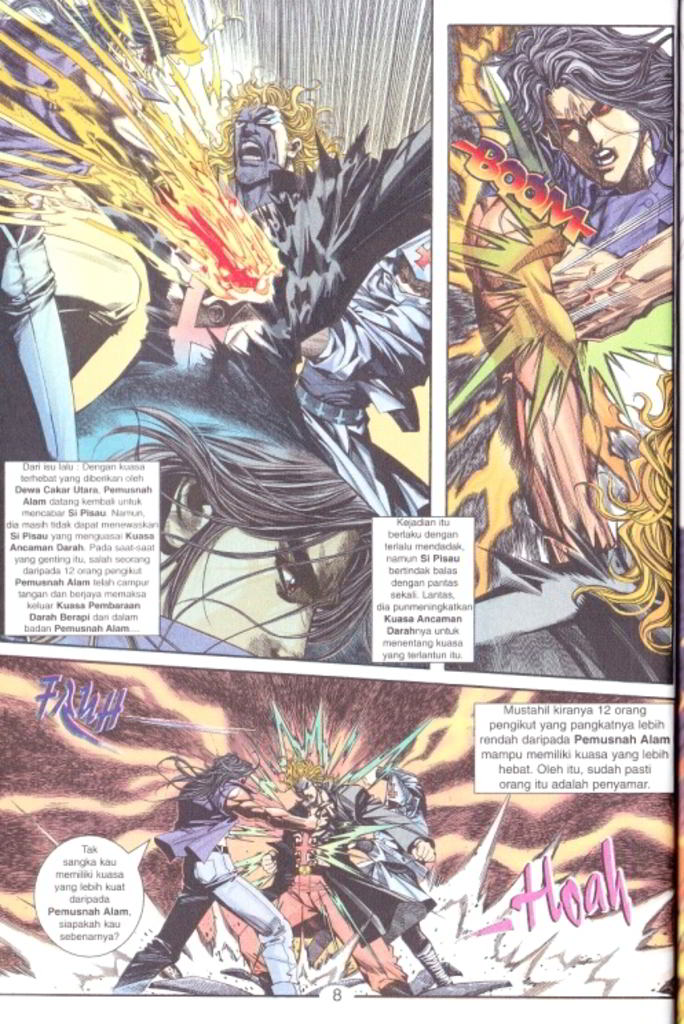 BOOM
Dari isu lalu : Dengan kuasa
terhebat yang diberikan oleh
Dewa Cakar Utara, Pemusnah
Alam datang kembali untuk
mencabar Si Pisau. Namun,
dia masih tidak dapat menewaskan
Si Pisau yang menguasai Kuasa
Ancaman Darah. Pada saat-saat
yang genting itu, salah seorang
daripada 12 orang pengikut
Pemusnah Alam telah campur
tangan dan berjaya memaksa
keluar Kuasa Pembaraan
Darah Berapi dari dalam
badan Pemusnah Alam...
Kejadian itu
berlaku dengan
terlalu mendadak,
namun Si Pisau
bertindak balas
dengan pantas
sekali. Lantas,
dia punmeningkatkan
Kuasa Ancaman
Darahnya untuk
menentang kuasa
yang terlantun itu.
FAUH
Mustahil kiranya 12 orang
pengikut yang pangkatnya lebih
rendah daripada Pemusnah Alam
mampu memiliki kuasa yang lebih
hebat. Oleh itu, sudah pasti
orang itu adalah penyamar.
Tak
sangka kau
memiliki kuasa
yang lebih kuat
daripada
Pemusnah Alam,
siapakah kau
sebenarnya?
Hoah
8